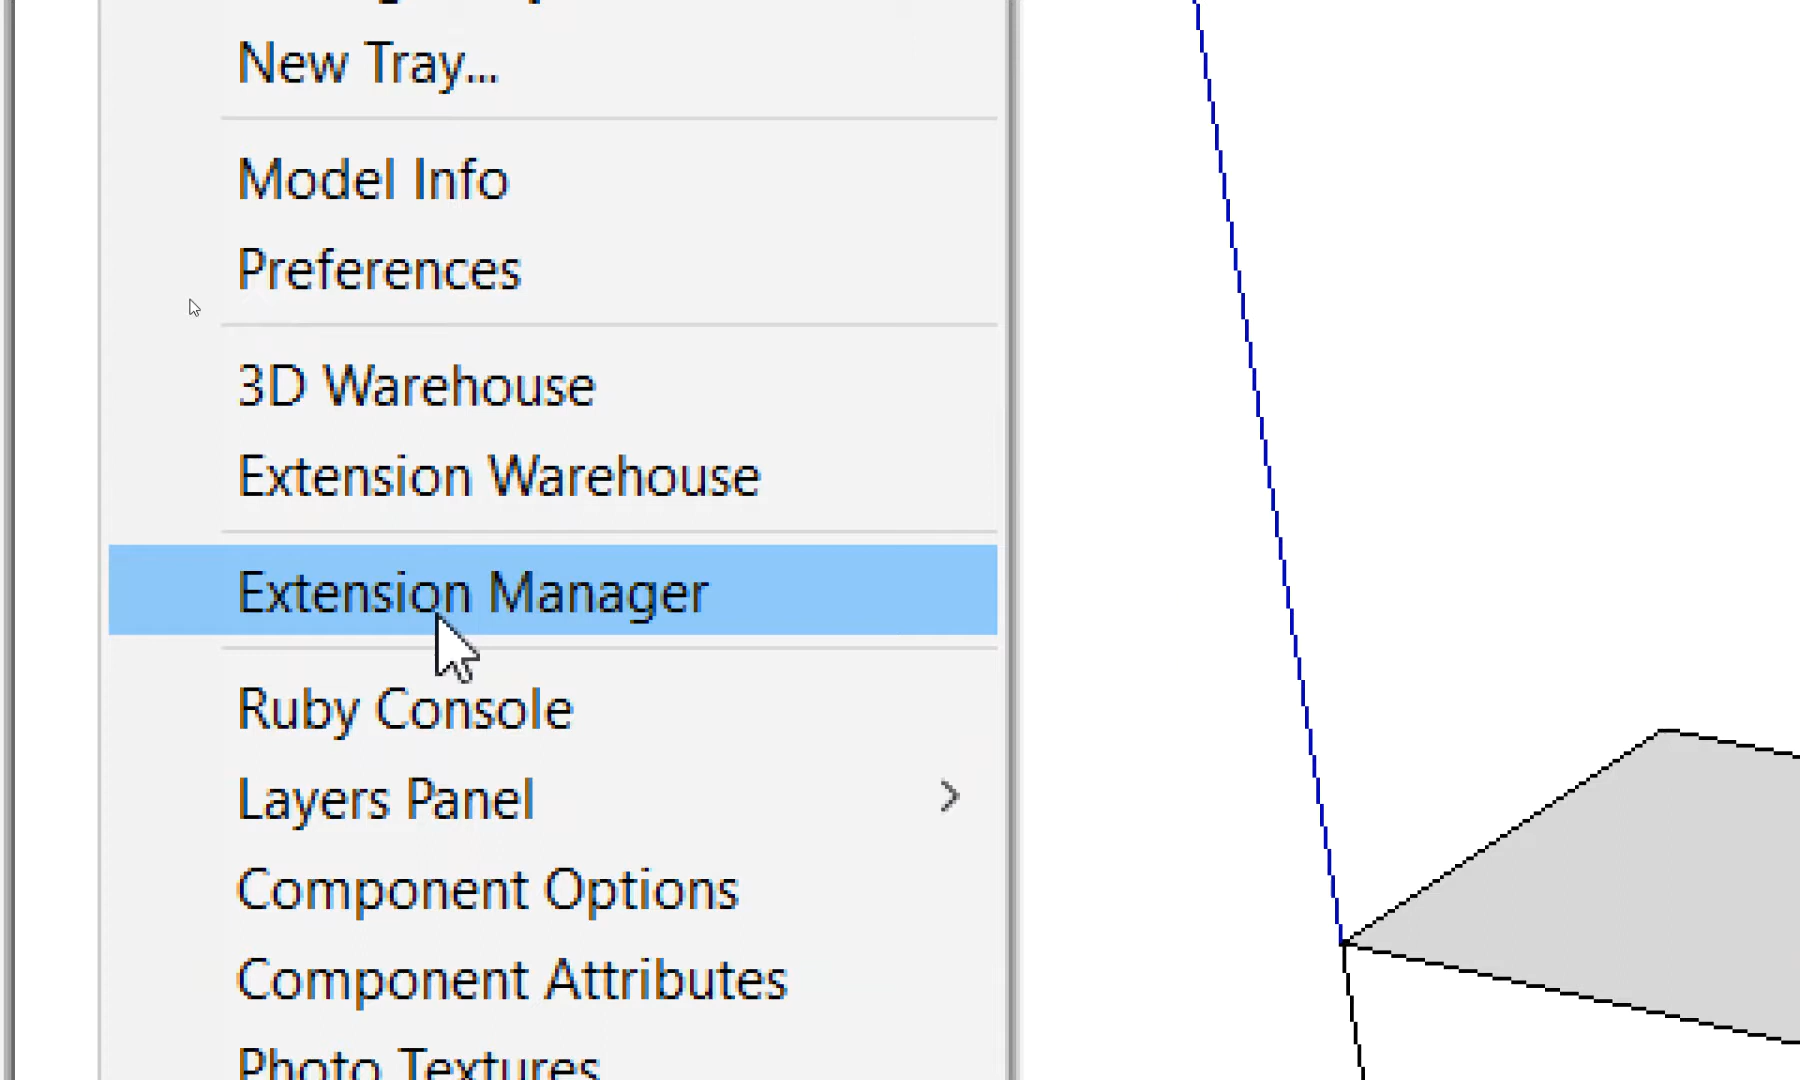 New Tray...
Model Info
Preferences
3D Warehouse
Extension Warehouse
Extension Manager
Ruby Console
Layers Panel
Component Options
Component Attributes
Photo Textures